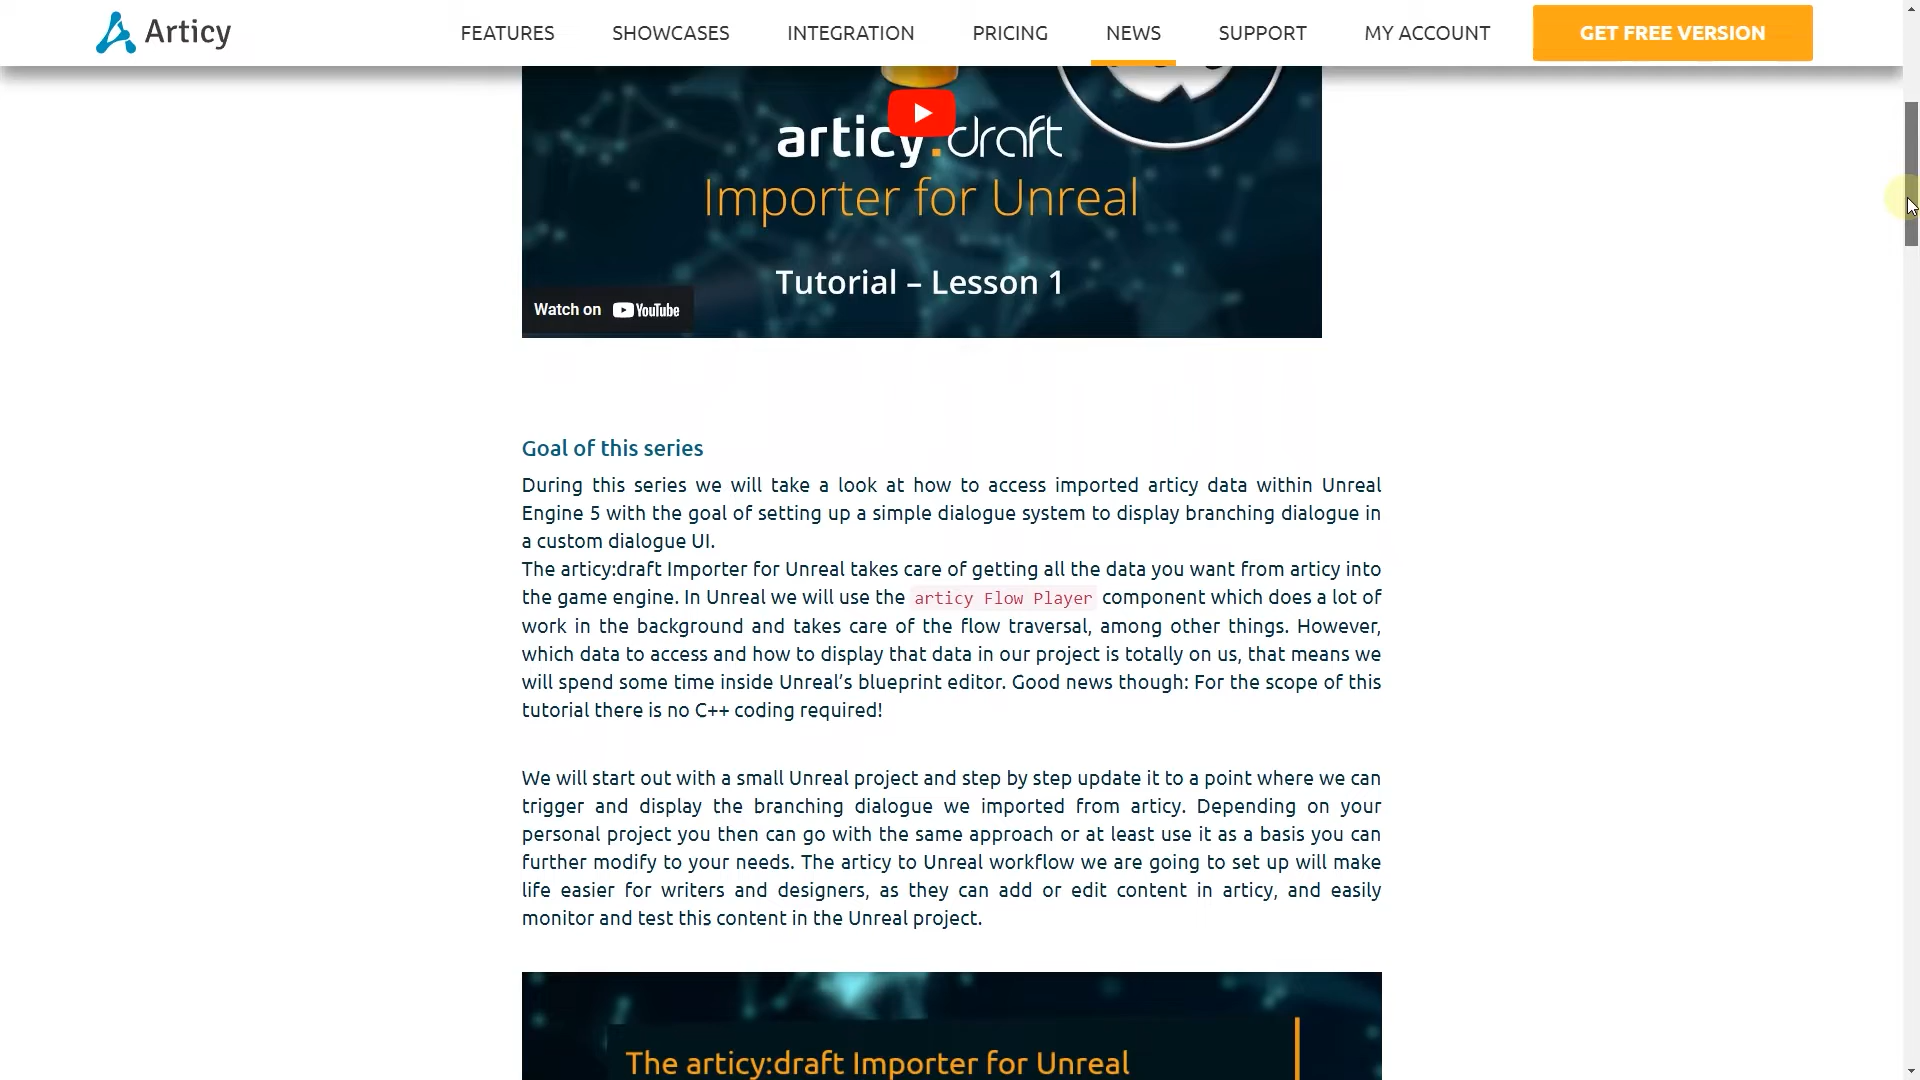 Articy
FEATURES SHOWCASES INTEGRATION PRICING NEWS SUPPORT MY ACCOUNT GET FREE VERSION
articy:draft
Importer for Unreal
Tutorial – Lesson 1
Watch on YouTube
Goal of this series
During this series we will take a look at how to access imported articy data within Unreal
Engine 5 with the goal of setting up a simple dialogue system to display branching dialogue in
a custom dialogue UI.
The articy:draft Importer for Unreal takes care of getting all the data you want from articy into
the game engine. In Unreal we will use the articy Flow Player component which does a lot of
work in the background and takes care of the flow traversal, among other things. However,
which data to access and how to display that data in our project is totally on us, that means we
will spend some time inside Unreal’s blueprint editor. Good news though: For the scope of this
tutorial there is no C++ coding required!
We will start out with a small Unreal project and step by step update it to a point where we can
trigger and display the branching dialogue we imported from articy. Depending on your
personal project you then can go with the same approach or at least use it as a basis you can
further modify to your needs. The articy to Unreal workflow we are going to set up will make
life easier for writers and designers, as they can add or edit content in articy, and easily
monitor and test this content in the Unreal project.
The articy:draft Importer for Unreal